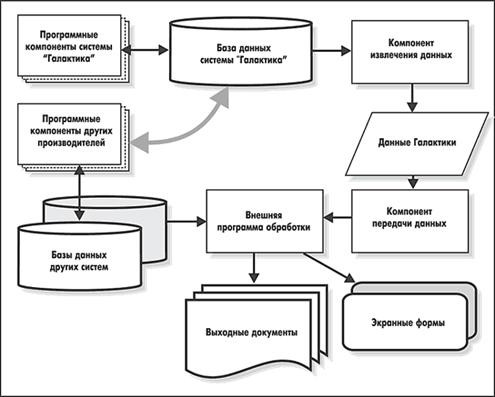 Программные
компоненты системы
"Галактика"
База данных
системы "Галактика"
Компонент
извлечения данных
Программные
компоненты других
производителей
Данные Галактики
Внешняя
программа обработки
Компонент
передачи данных
Базы данных
других систем
Выходные документы
Экранные формы